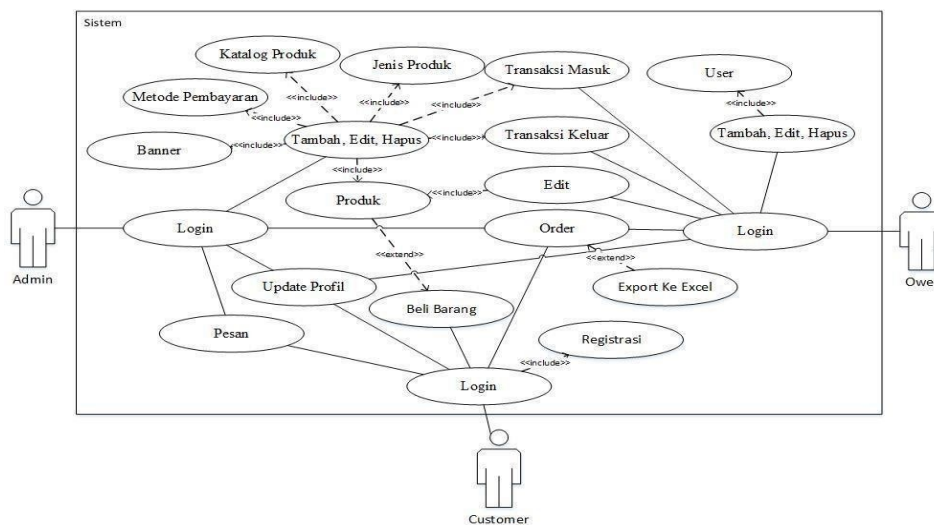 Sistem
Katalog Produk
Jenis Produk
Transaksi Masuk
User
Metode Pembayaran
<<include>>
<<include>>
<<include>>
<<include>>
<<include>>
Banner
<<include>>
Tambah, Edit, Hapus
<<include>>
Transaksi Keluar
Tambah, Edit, Hapus
<<include>>
Produk
<<include>>
Edit
Admin
Login
Order
Login
Owe
<<extend>>
<<extend>>
Update Profil
Export Ke Excel
Beli Barang
Pesan
Registrasi
<<include>>
Login
Customer